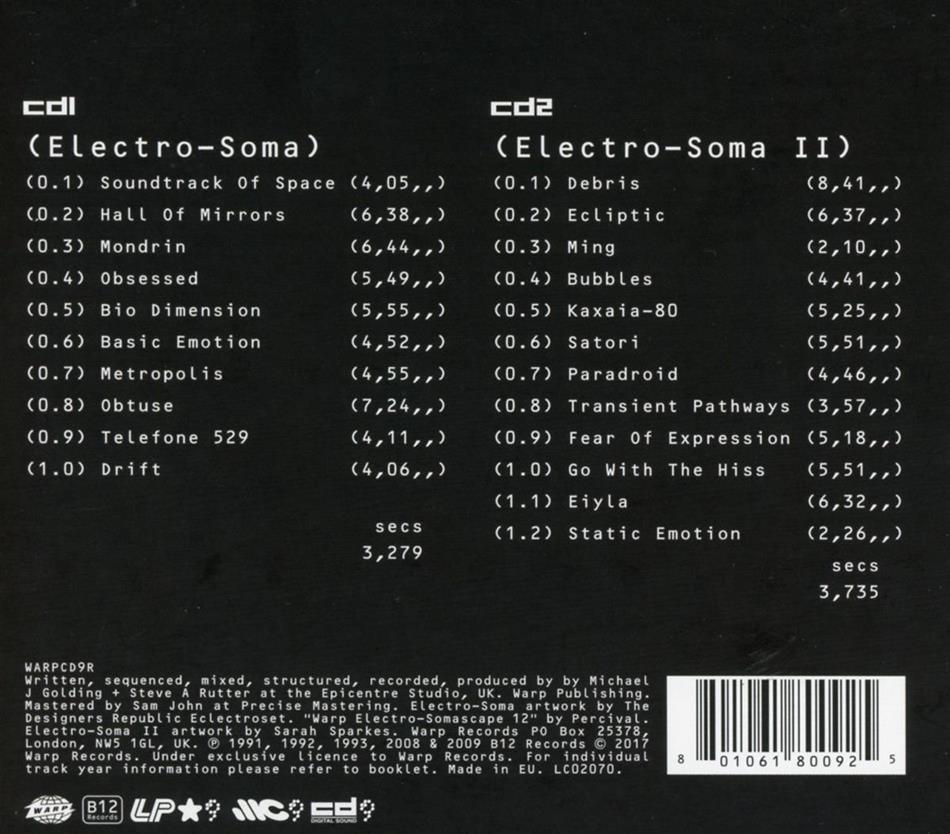 cd1
(Electro-Soma)
(0.1) Soundtrack Of Space (4,05,,)
(0.2) Hall Of Mirrors (6,38,,)
(0.3) Mondrin (6,44,,)
(0.4) Obsessed (5,49,,)
(0.5) Bio Dimension (5,55,,)
(0.6) Basic Emotion (4,52,,)
(0.7) Metropolis (4,55,,)
(0.8) Obtuse (7,24,,)
(0.9) Telefone 529 (4,11,,)
(1.0) Drift (4,06,,)
secs
3,279
cd2
(Electro-Soma II)
(0.1) Debris (8,41,,)
(0.2) Ecliptic (6,37,,)
(0.3) Ming (2,10,,)
(0.4) Bubbles (4,41,,)
(0.5) Kaxaia-80 (5,25,,)
(0.6) Satori (5,51,,)
(0.7) Paradroid (4,46,,)
(0.8) Transient Pathways (3,57,,)
(0.9) Fear Of Expression (5,18,,)
(1.0) Go With The Hiss (5,51,,)
(1.1) Eiyla (6,32,,)
(1.2) Static Emotion (2,26,,)
secs
3,735
WARPCD9R
Written, sequenced, mixed, structured, recorded, produced by by Michael
J Golding + Steve A Rutter at the Epicentre Studio, UK. Warp Publishing.
Mastered by Sam John at Precise Mastering. Electro-Soma artwork by The
Designers Republic Eclectroset. "Warp Electro-Somascape 12" by Percival.
Electro-Soma II artwork by Sarah Sparkes. Warp Records PO Box 25378,
London, NW5 1GL, UK. ℗ 1991, 1992, 1993, 2008 & 2009 B12 Records © 2017
Warp Records. Under exclusive licence to Warp Records. For individual
track year information please refer to booklet. Made in EU. LC02070.
8 01061 80092 5
WARP
B12
Records
LP★?
MC?
cd?
DIGITAL SOUND